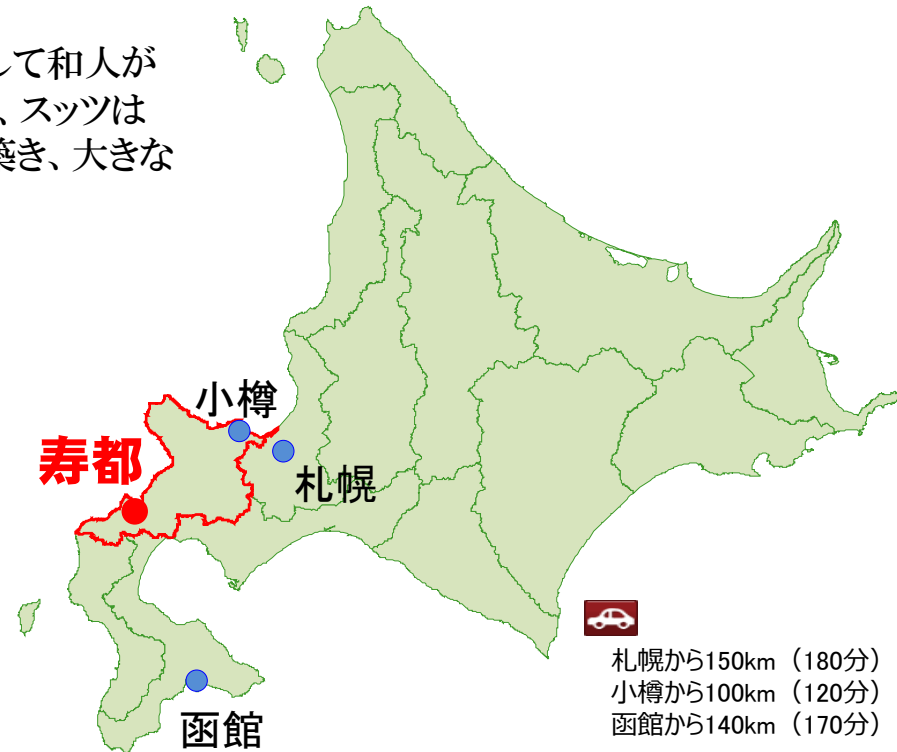 して和人が
、スッツは
築き、大きな
小樽
寿都
札幌
函館
札幌から150km（180分）
小樽から100km（120分）
函館から140km（170分）